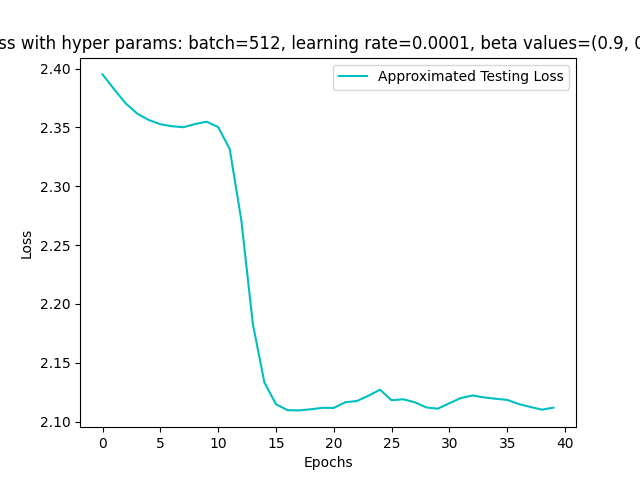 ss with hyper params: batch=512, learning rate=0.0001, beta values=(0.9, 0
Approximated Testing Loss
2.40
2.35
2.30
2.25
2.20
2.15
2.10
Loss
0 5 10 15 20 25 30 35 40
Epochs